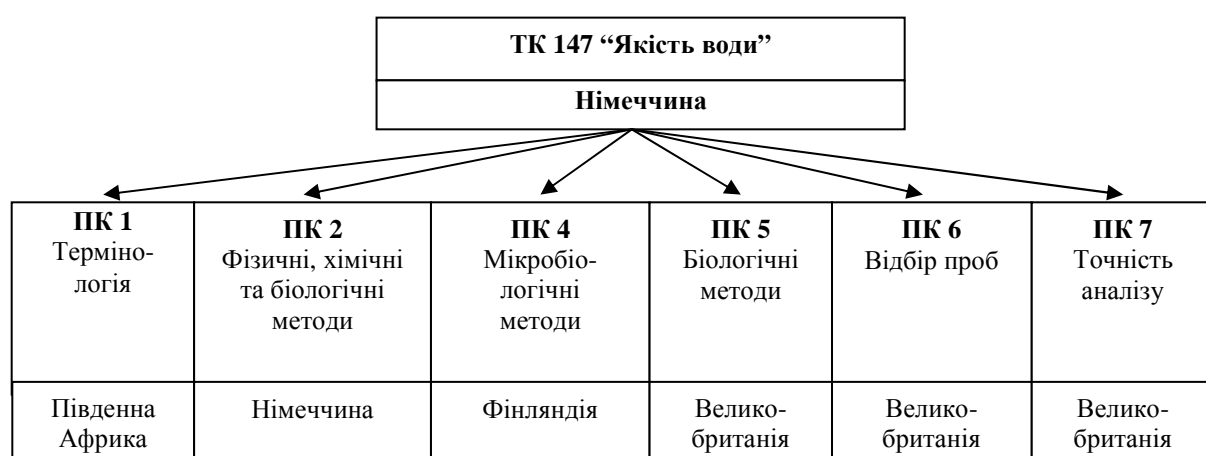 ТК 147 “Якість води”
Німеччина
ПК 1
Терміно-
логія
ПК 2
Фізичні, хімічні
та біологічні
методи
ПК 4
Мікробіо-
логічні
методи
ПК 5
Біологічні
методи
ПК 6
Відбір проб
ПК 7
Точність
аналізу
Південна
Африка
Німеччина
Фінляндія
Велико-
британія
Велико-
британія
Велико-
британія